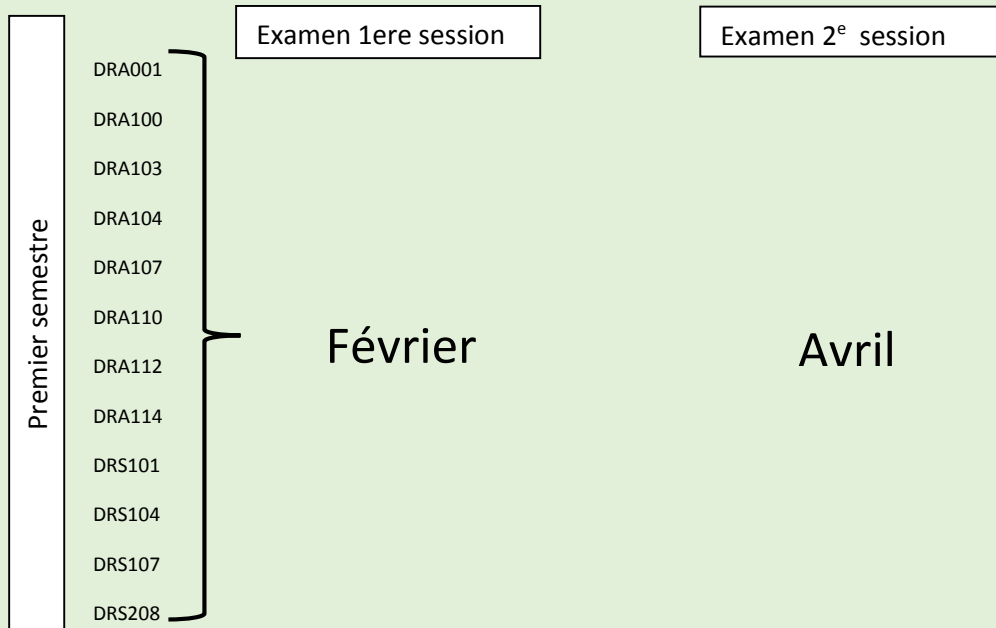 Examen 1ere session
Examen 2e session
Premier semestre
DRA001
DRA100
DRA103
DRA104
DRA107
DRA110
DRA112
DRA114
DRS101
DRS104
DRS107
DRS208
Février
Avril